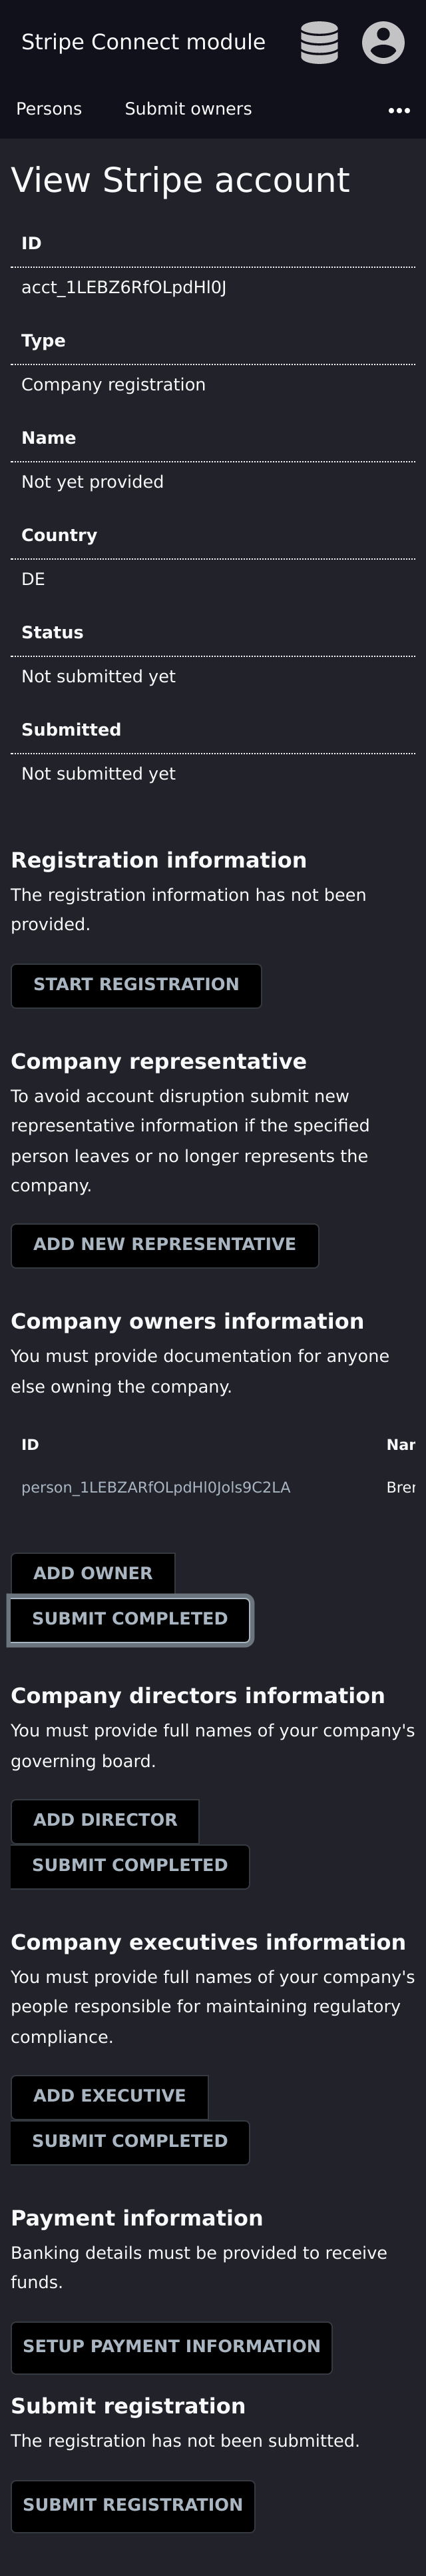 Stripe Connect module
Persons Submit owners
View Stripe account
ID
acct_1LEBZ6RfOLpdHl0J
Type
Company registration
Name
Not yet provided
Country
DE
Status
Not submitted yet
Submitted
Not submitted yet
Registration information
The registration information has not been
provided.
START REGISTRATION
Company representative
To avoid account disruption submit new
representative information if the specified
person leaves or no longer represents the
company.
ADD NEW REPRESENTATIVE
Company owners information
You must provide documentation for anyone
else owning the company.
ID
person_1LEBZARfOLpdHl0Jols9C2LA
ADD OWNER
SUBMIT COMPLETED
Company directors information
You must provide full names of your company's
governing board.
ADD DIRECTOR
SUBMIT COMPLETED
Company executives information
You must provide full names of your company's
people responsible for maintaining regulatory
compliance.
ADD EXECUTIVE
SUBMIT COMPLETED
Payment information
Banking details must be provided to receive
funds.
SETUP PAYMENT INFORMATION
Submit registration
The registration has not been submitted.
SUBMIT REGISTRATION